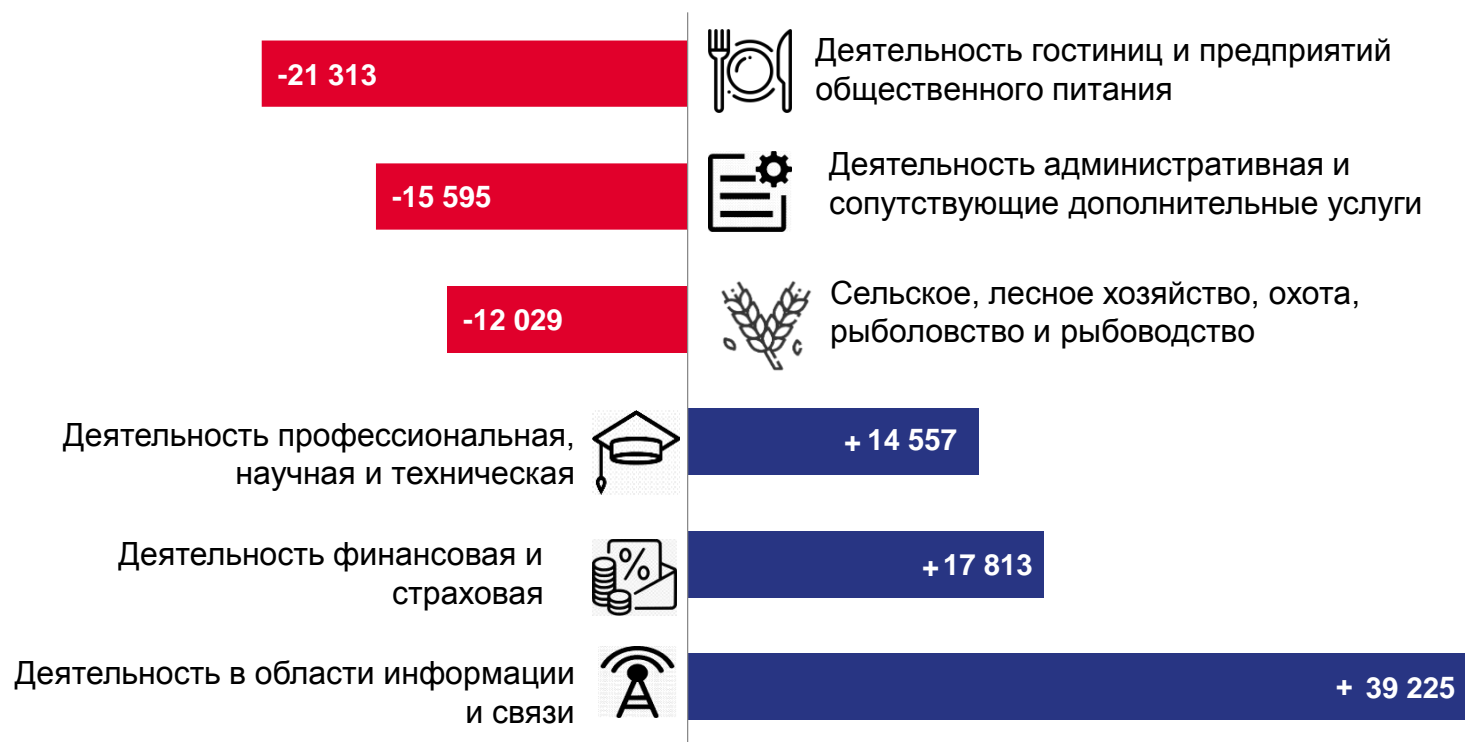 -21 313
Деятельность гостиниц и предприятий
общественного питания
-15 595
Деятельность административная и
сопутствующие дополнительные услуги
-12 029
Сельское, лесное хозяйство, охота,
рыболовство и рыбоводство
Деятельность профессиональная,
научная и техническая
+ 14 557
Деятельность финансовая и
страховая
%
+ 17 813
Деятельность в области информации
и связи
+ 39 225